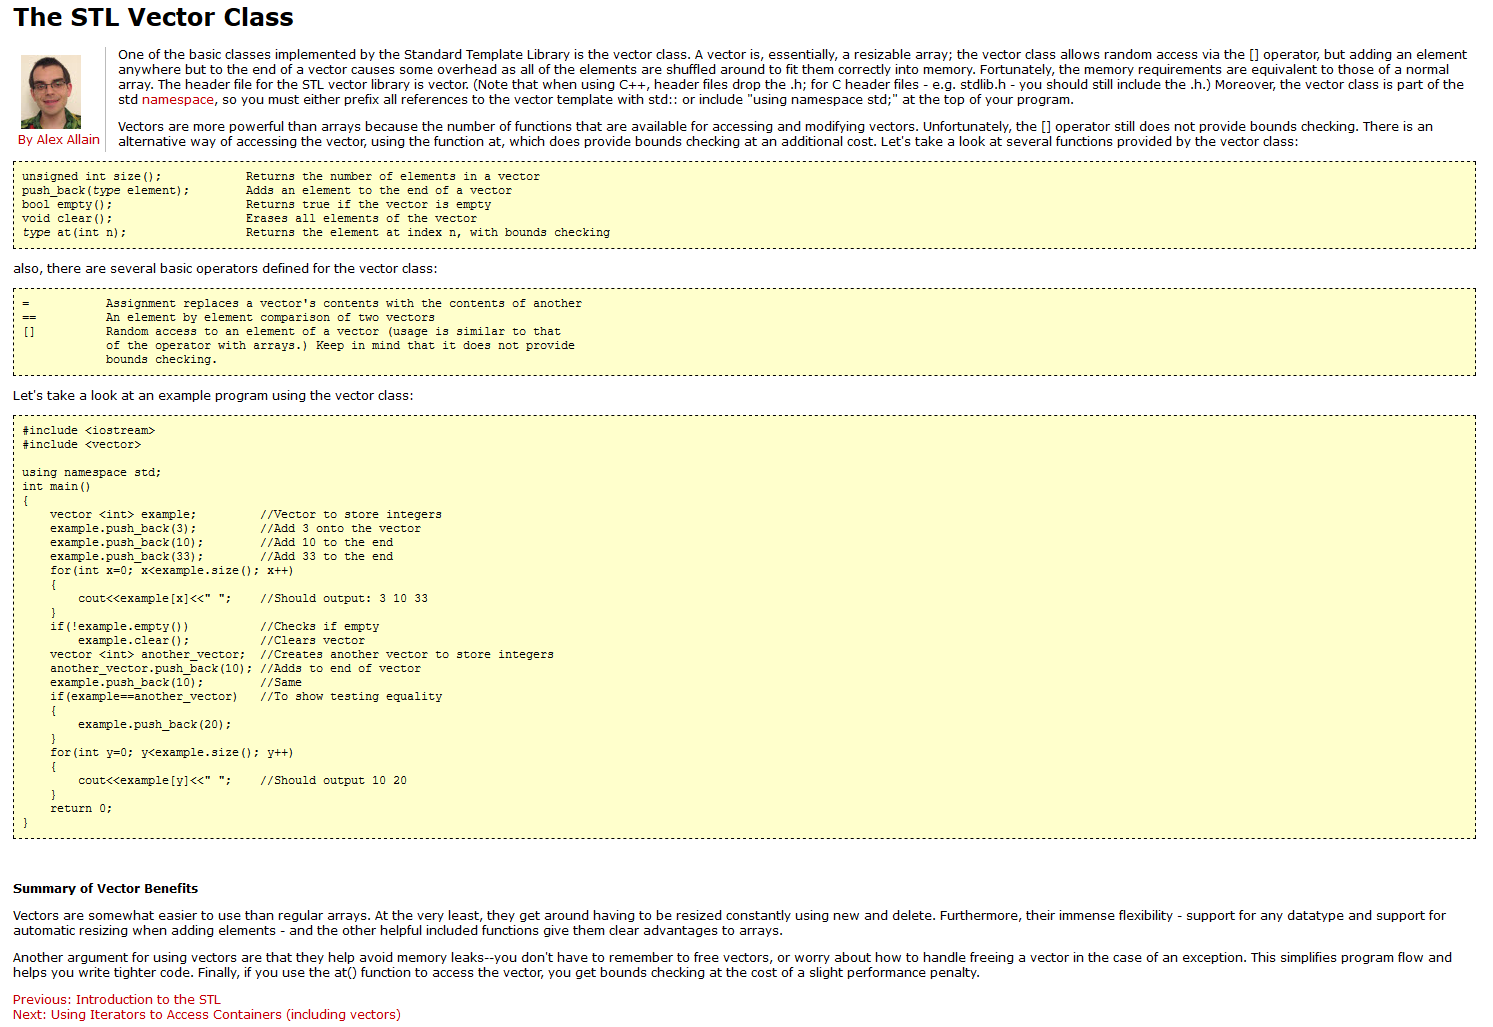 The STL Vector Class
By Alex Allain
One of the basic classes implemented by the Standard Template Library is the vector class. A vector is, essentially, a resizable array; the vector class allows random access via the [] operator, but adding an element
anywhere but to the end of a vector causes some overhead as all of the elements are shuffled around to fit them correctly into memory. Fortunately, the memory requirements are equivalent to those of a normal
array. The header file for the STL vector library is vector. (Note that when using C++, header files drop the .h; for C header files - e.g. stdlib.h - you should still include the .h.) Moreover, the vector class is part of the
std namespace, so you must either prefix all references to the vector template with std:: or include "using namespace std;" at the top of your program.
Vectors are more powerful than arrays because the number of functions that are available for accessing and modifying vectors. Unfortunately, the [] operator still does not provide bounds checking. There is an
alternative way of accessing the vector, using the function at, which does provide bounds checking at an additional cost. Let's take a look at several functions provided by the vector class:
unsigned int size();            Returns the number of elements in a vector
push_back(type element);        Adds an element to the end of a vector
bool empty();                   Returns true if the vector is empty
void clear();                   Erases all elements of the vector
type at(int n);                 Returns the element at index n, with bounds checking
also, there are several basic operators defined for the vector class:
=           Assignment replaces a vector's contents with the contents of another
==          An element by element comparison of two vectors
[]          Random access to an element of a vector (usage is similar to that
            of the operator with arrays.) Keep in mind that it does not provide
            bounds checking.
Let's take a look at an example program using the vector class:
#include <iostream>
#include <vector>
using namespace std;
int main()
{
    vector <int> example;         //Vector to store integers
    example.push_back(3);         //Add 3 onto the vector
    example.push_back(10);        //Add 10 to the end
    example.push_back(33);        //Add 33 to the end
    for(int x=0; x<example.size(); x++)
    {
        cout<<example[x]<<" ";    //Should output: 3 10 33
    }
    if(!example.empty())          //Checks if empty
        example.clear();          //Clears vector
    vector <int> another_vector;  //Creates another vector to store integers
    another_vector.push_back(10); //Adds to end of vector
    example.push_back(10);        //Same
    if(example==another_vector)   //To show testing equality
    {
        example.push_back(20);
    }
    for(int y=0; y<example.size(); y++)
    {
        cout<<example[y]<<" ";    //Should output 10 20
    }
    return 0;
}
Summary of Vector Benefits
Vectors are somewhat easier to use than regular arrays. At the very least, they get around having to be resized constantly using new and delete. Furthermore, their immense flexibility - support for any datatype and support for
automatic resizing when adding elements - and the other helpful included functions give them clear advantages to arrays.
Another argument for using vectors are that they help avoid memory leaks--you don't have to remember to free vectors, or worry about how to handle freeing a vector in the case of an exception. This simplifies program flow and
helps you write tighter code. Finally, if you use the at() function to access the vector, you get bounds checking at the cost of a slight performance penalty.
Previous: Introduction to the STL
Next: Using Iterators to Access Containers (including vectors)